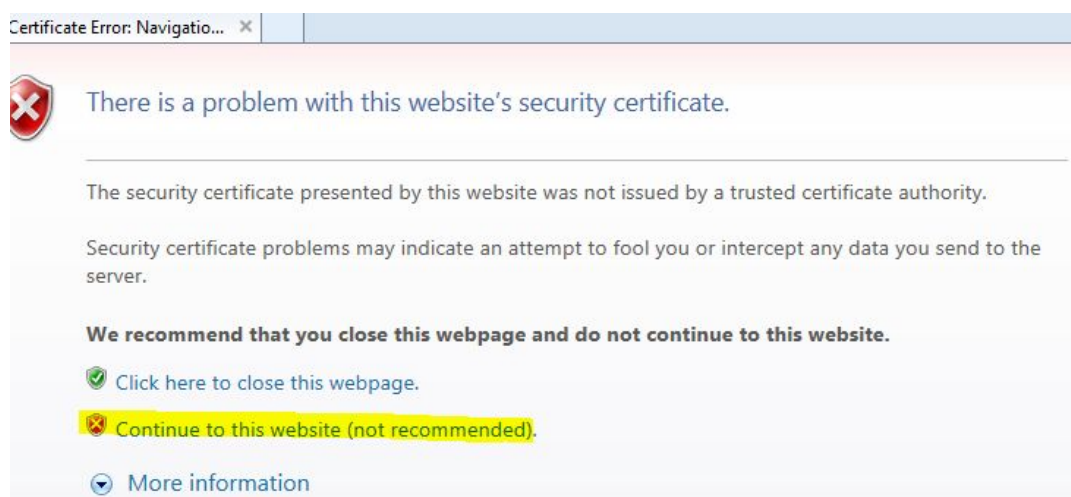 Certificate Error: Navigatio...
There is a problem with this website's security certificate.
The security certificate presented by this website was not issued by a trusted certificate authority.
Security certificate problems may indicate an attempt to fool you or intercept any data you send to the
server.
We recommend that you close this webpage and do not continue to this website.
Click here to close this webpage.
Continue to this website (not recommended).
More information